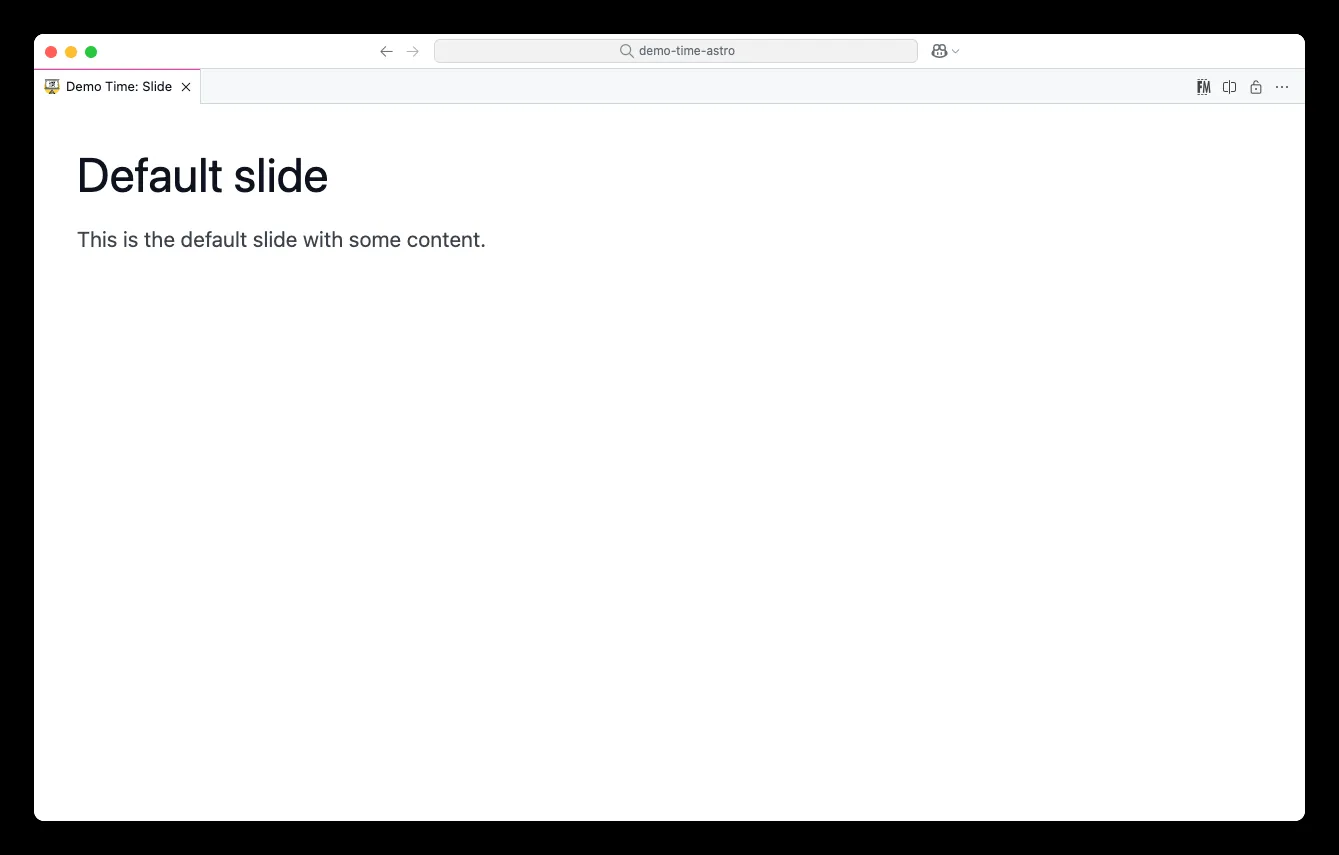 demo-time-astro
Demo Time: Slide
FM
Default slide
This is the default slide with some content.